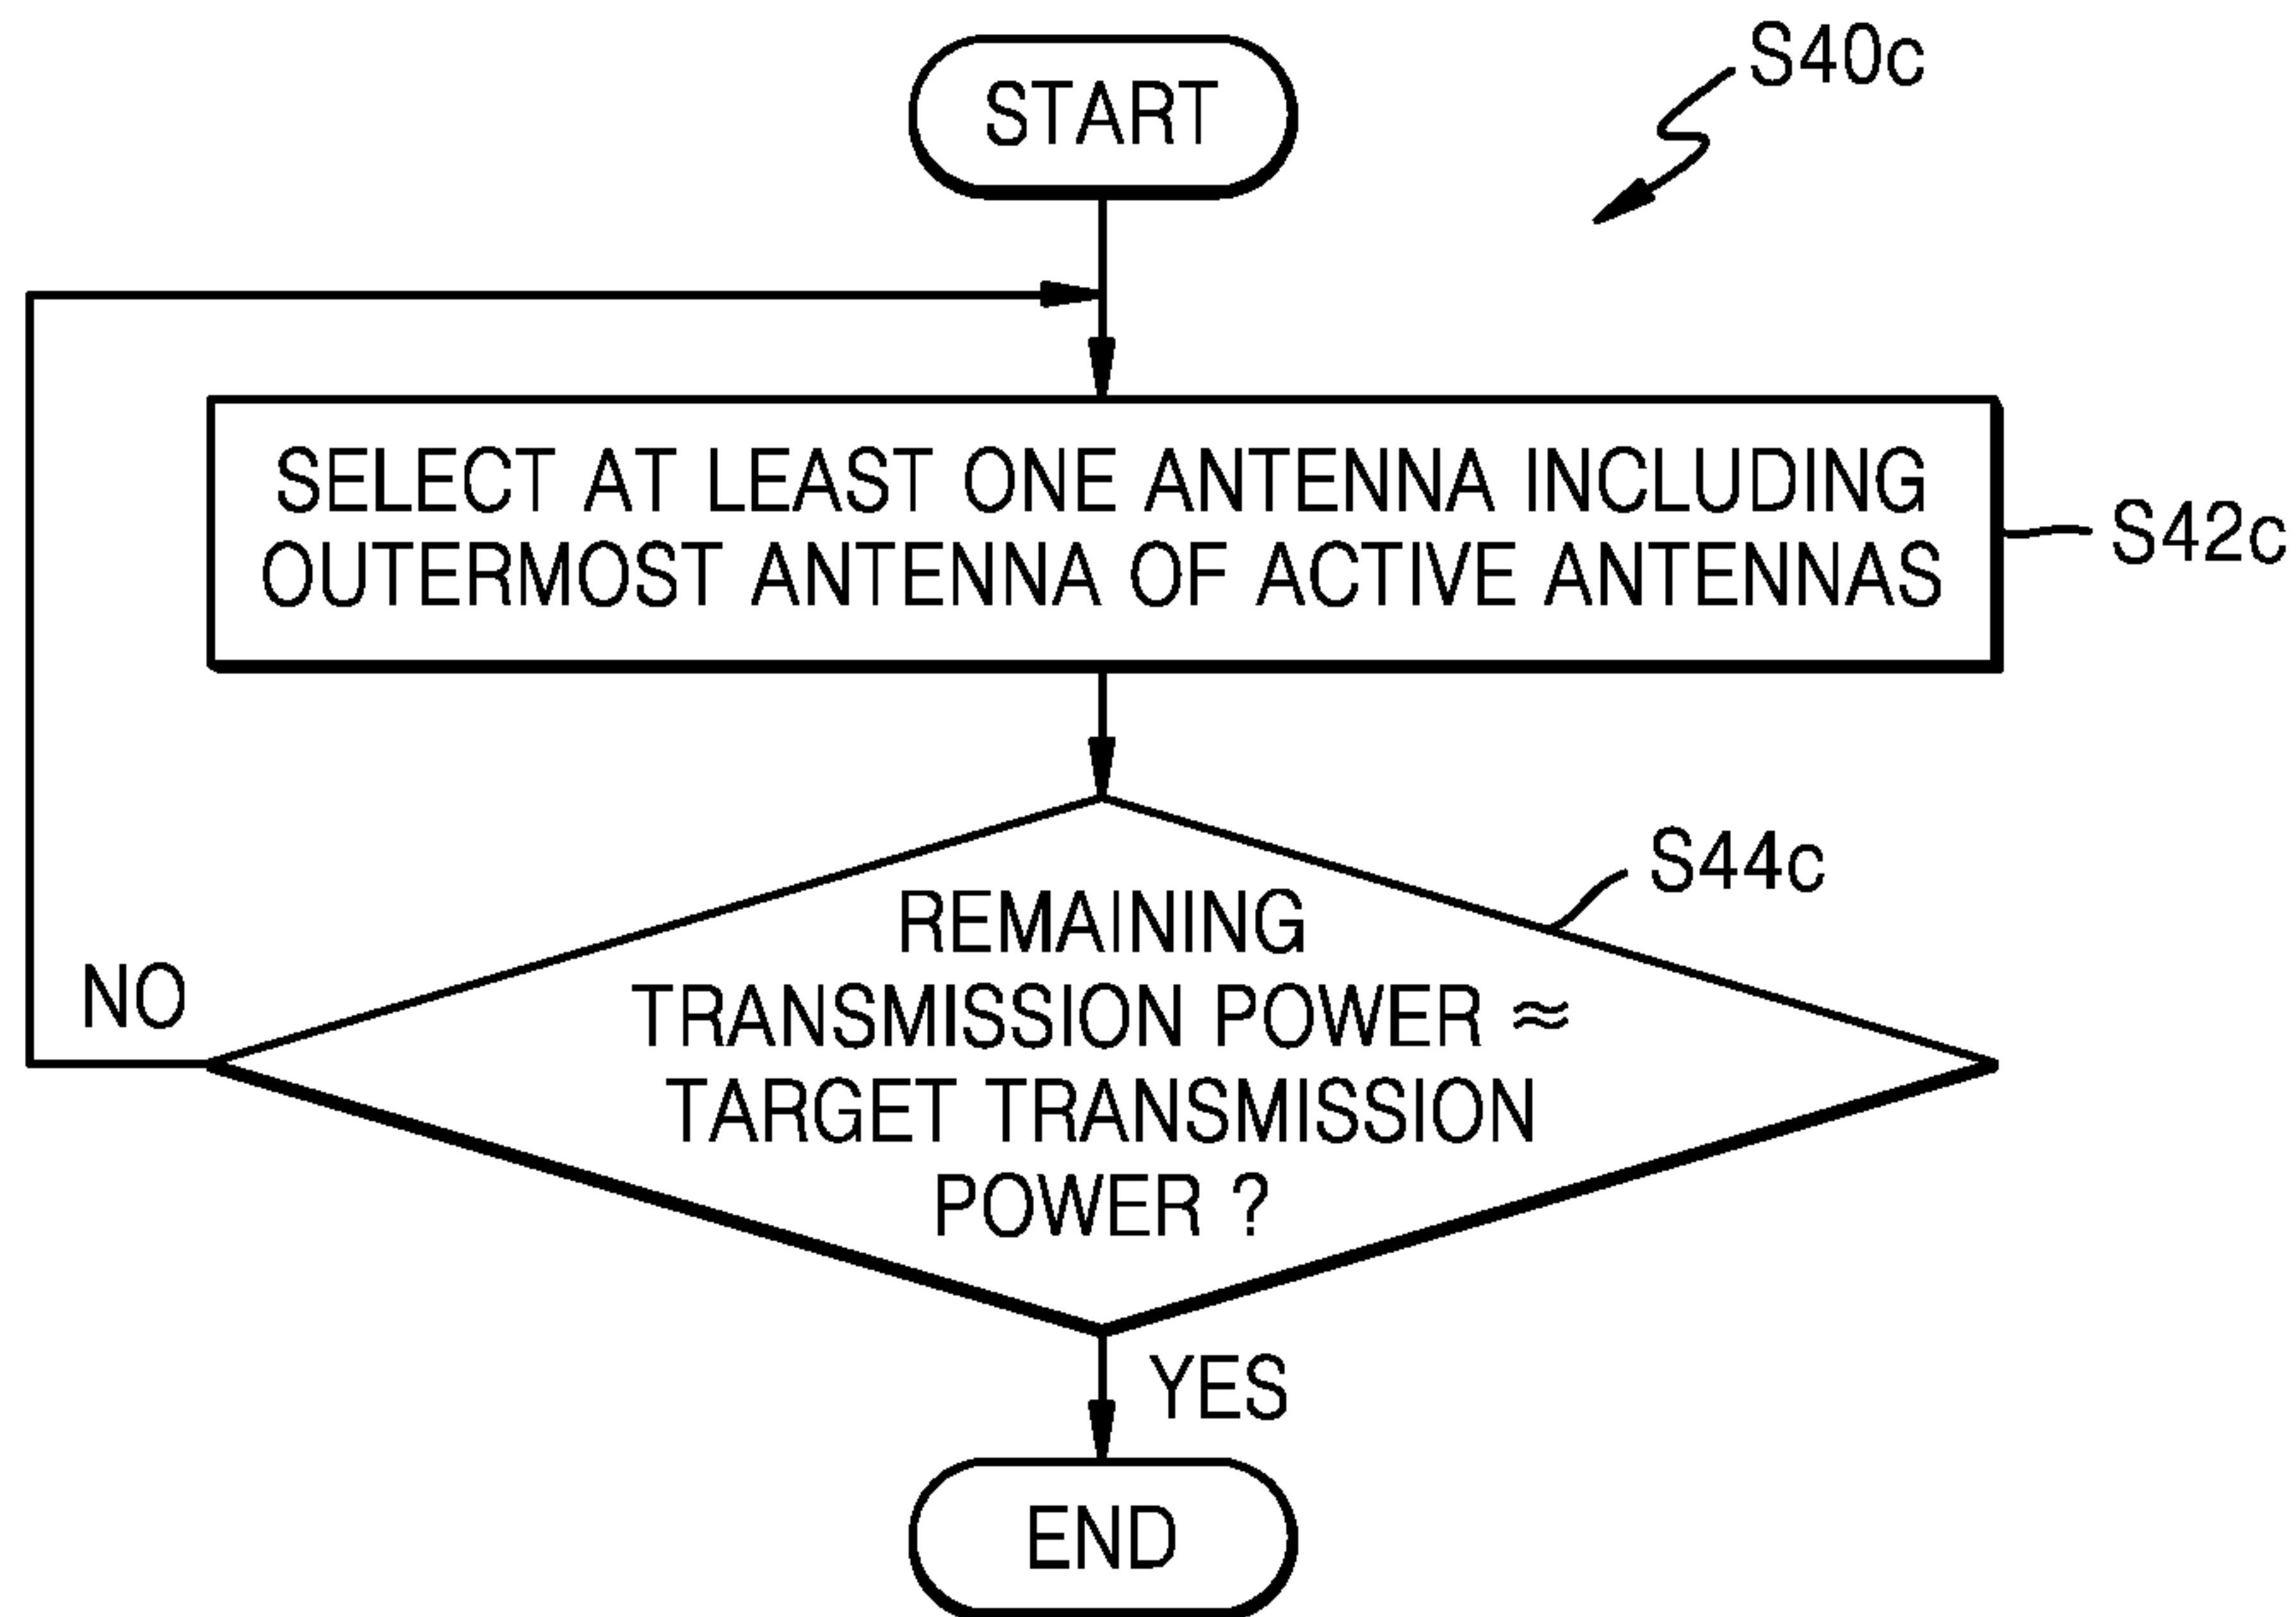 S40c
START
SELECT AT LEAST ONE ANTENNA INCLUDING
OUTERMOST ANTENNA OF ACTIVE ANTENNAS
S42c
S44c
REMAINING
TRANSMISSION POWER ≈
TARGET TRANSMISSION
POWER ?
NO
YES
END